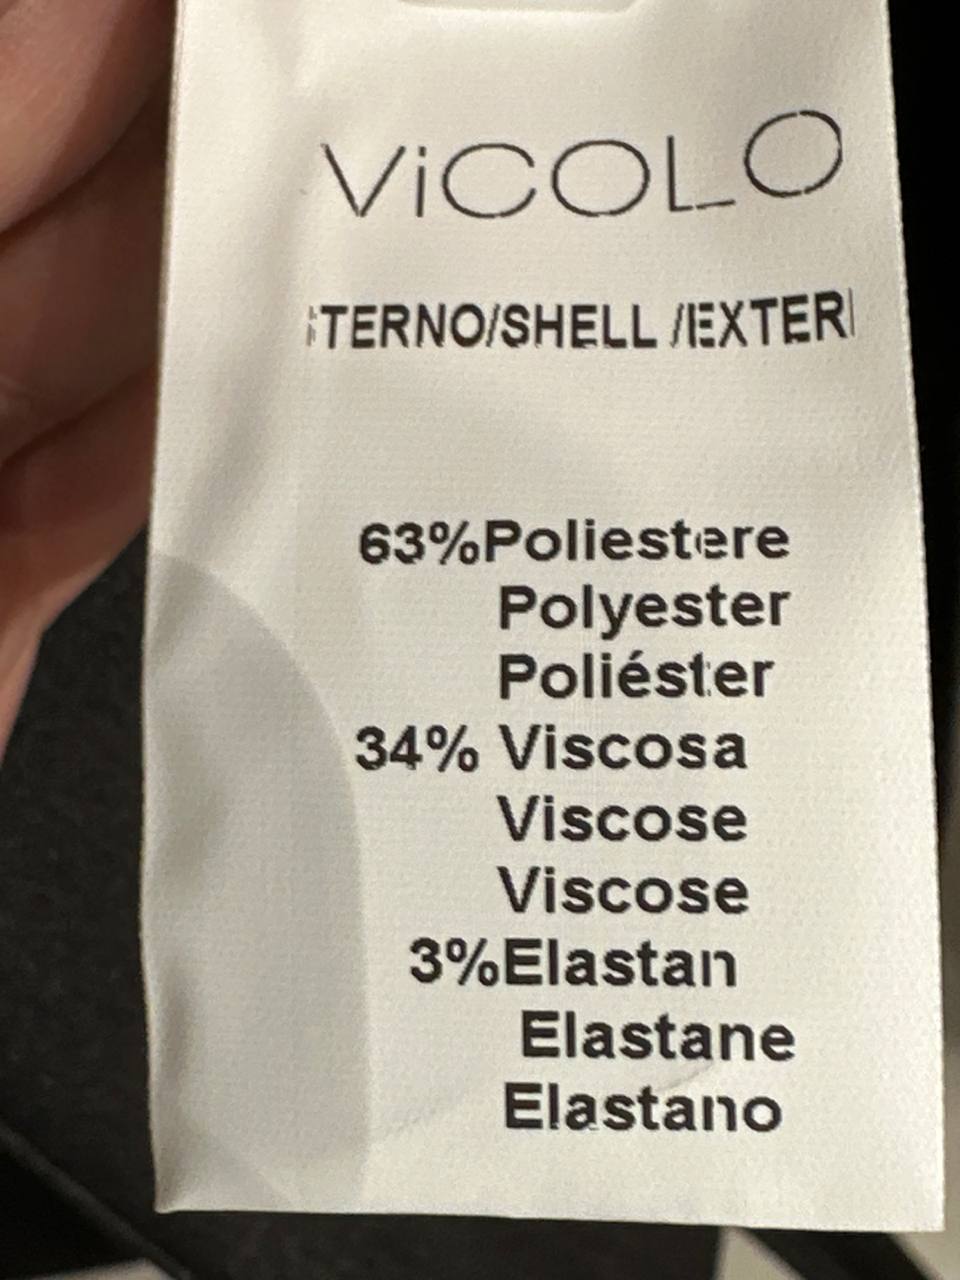 ViCOLO
TERNO/SHELL /EXTER
63%Poliestere
Polyester
Poliéster
34% Viscosa
Viscose
Viscose
3%Elastan
Elastane
Elastano